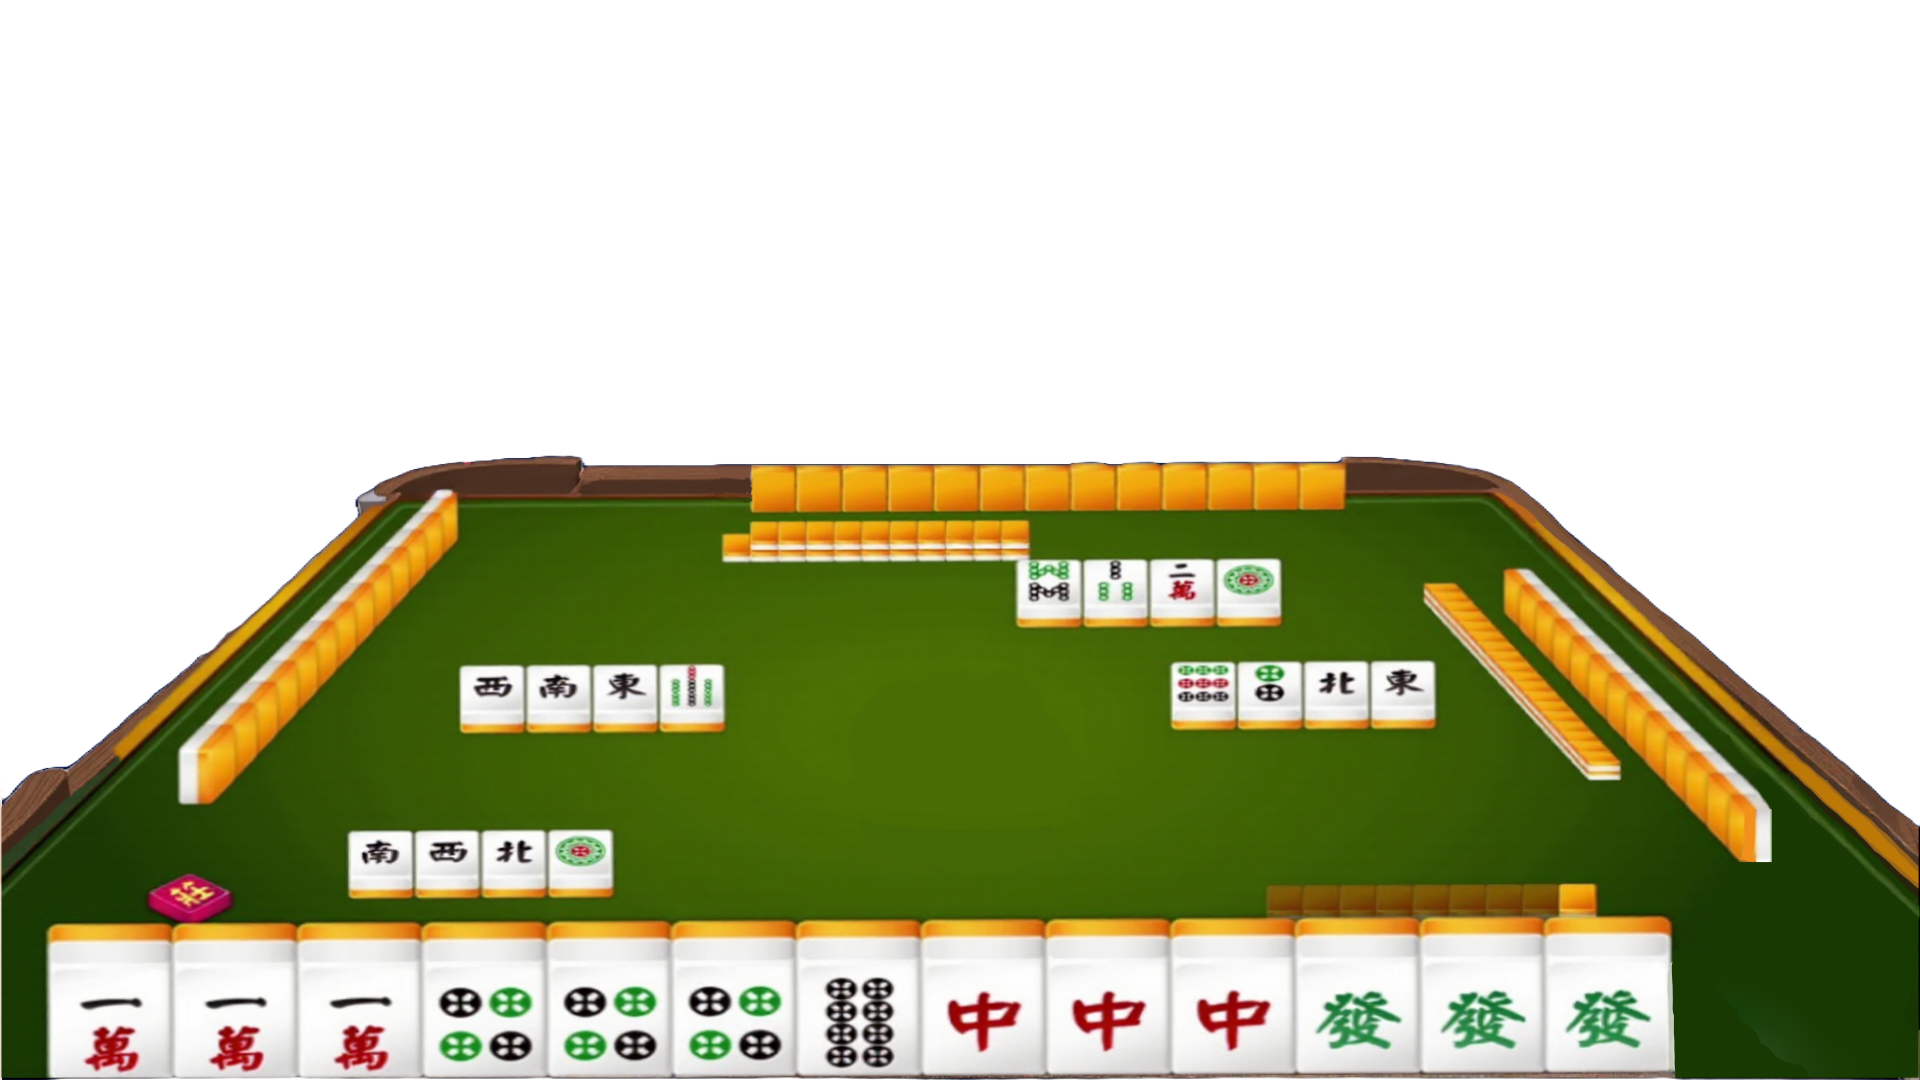 二萬
西南東
北東
南西北
莊
一萬 一萬 一萬 中 中 中 發 發 發